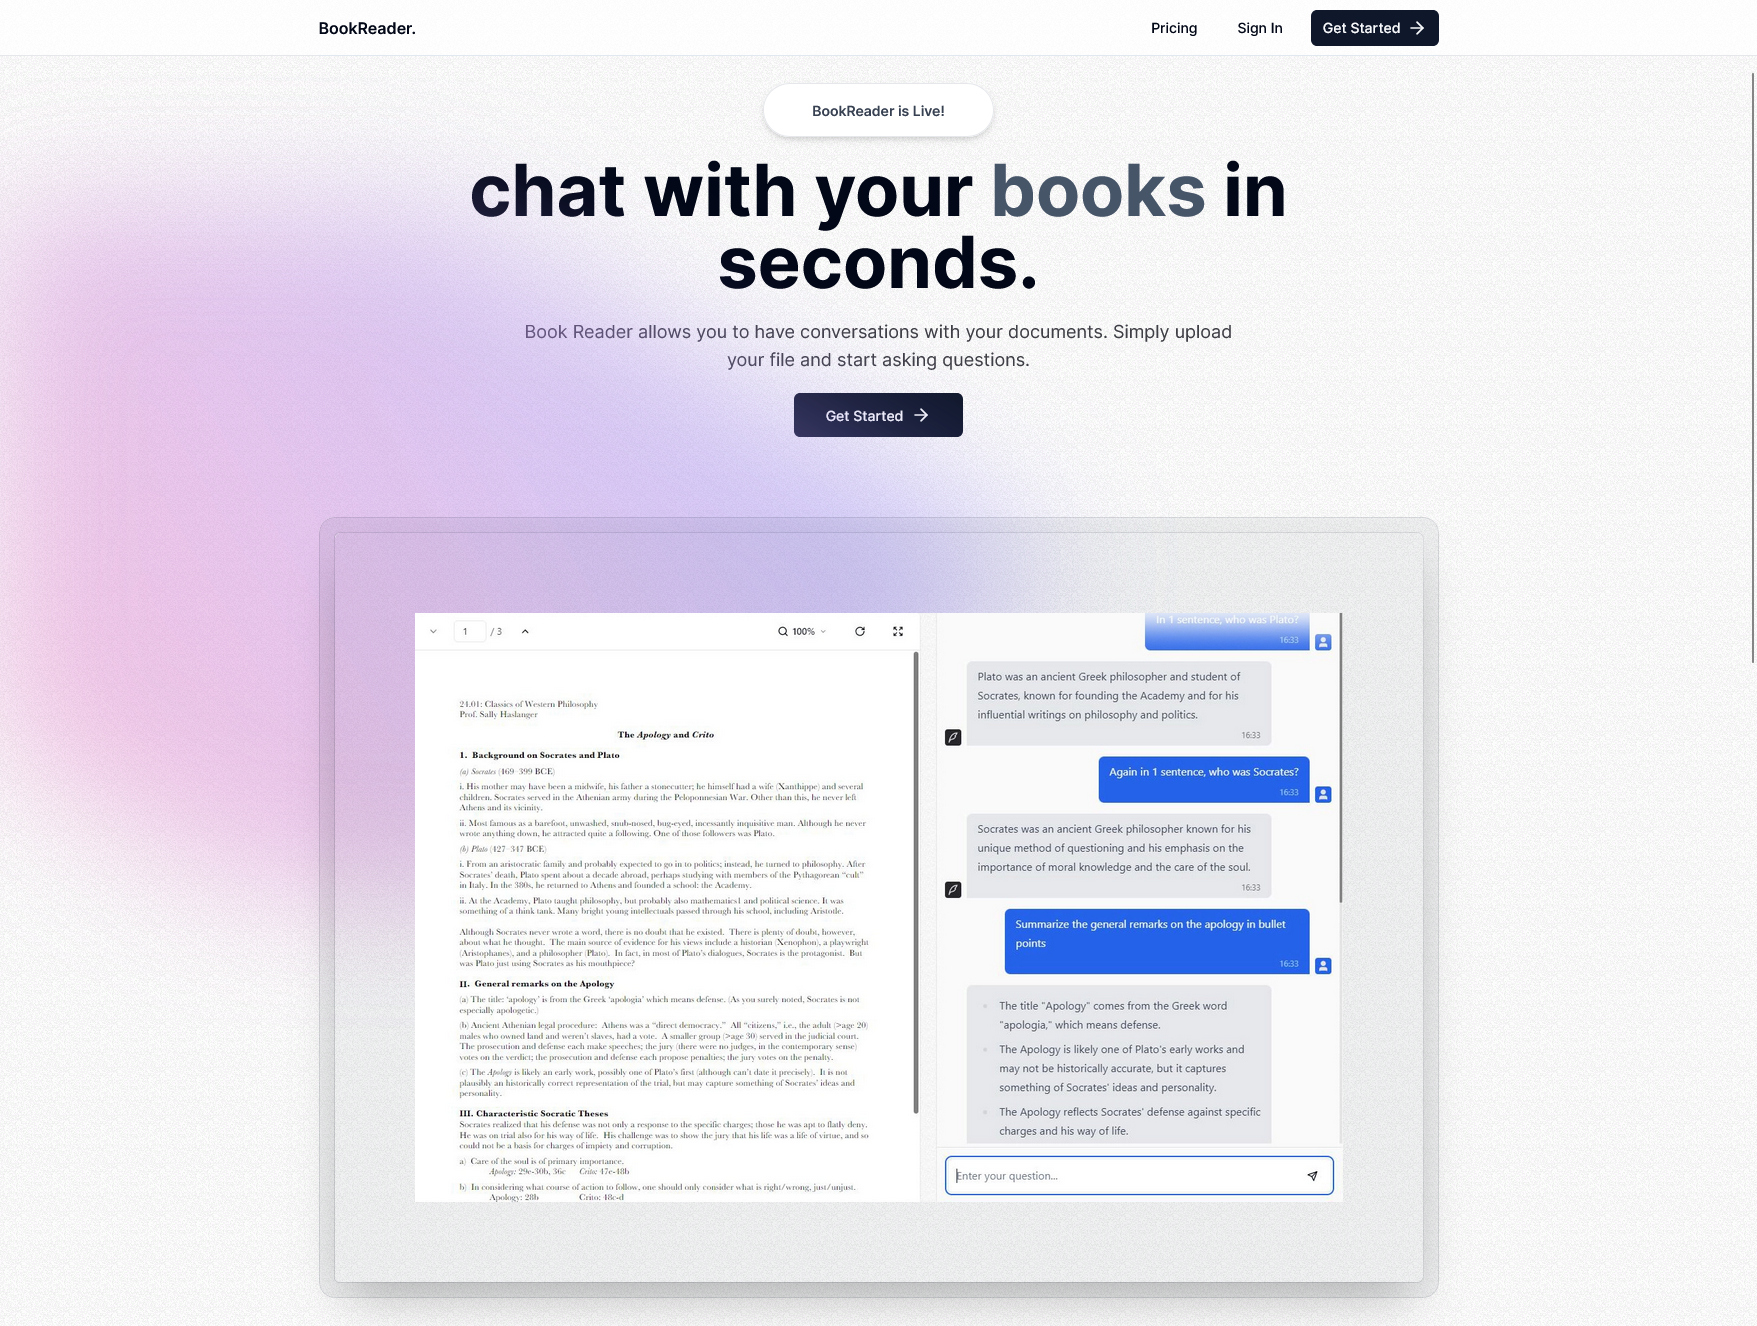 BookReader.
Pricing
Sign In
Get Started
BookReader is Live!
chat with your books in
seconds.
Book Reader allows you to have conversations with your documents. Simply upload
your file and start asking questions.
Get Started
1 / 3
100%
21.01: Classics of Western Philosophy
Prof. Sally Haslanger
The Apology and Crito
1. Background on Socrates and Plato
(a) Socrates (469–399 BCE)
i. His mother may have been a midwife, his father a stonecutter; he himself had a wife (Xanthippe) and several
children. Socrates served in the Athenian army during the Peloponnesian War. Other than this, he never left
Athens and its vicinity.
ii. Most famous as a barefoot, unwashed, snub-nosed, bug-eyed, incessantly inquisitive man. Although he never
wrote anything down, he attracted quite a following. One of those followers was Plato.
(b) Plato (427–347 BCE)
i. From an aristocratic family and probably expected to go in to politics; instead, he turned to philosophy. After
Socrates' death, Plato spent about a decade abroad, perhaps studying with members of the Pythagorean “cult”
in Italy. In the 380s, he returned to Athens and founded a school: the Academy.
ii. At the Academy, Plato taught philosophy, but probably also mathematics1 and political science. It was
something of a think tank. Many bright young intellectuals passed through his school, including Aristotle.
Although Socrates never wrote a word, there is no doubt that he existed. There is plenty of doubt, however,
about what he thought. The main source of evidence for his views include a historian (Xenophon), a playwright
(Aristophanes), and a philosopher (Plato). In fact, in most of Plato's dialogues, Socrates is the protagonist. But
was Plato just using Socrates as his mouthpiece?
II. General remarks on the Apology
(a) The title: ‘apology’ is from the Greek ‘apologia’ which means defense. (As you surely noted, Socrates is not
especially apologetic.)
(b) Ancient Athenian legal procedure: Athens was a “direct democracy.” All “citizens,” i.e., the adult (>age 20)
males who owned land and weren't slaves, had a vote. A smaller group (>age 30) served in the judicial court.
The prosecution and defense each make speeches; the jury (there were no judges, in the contemporary sense)
votes on the verdict; the prosecution and defense each propose penalties; the jury votes on the penalty.
(c) The Apology is likely an early work, possibly one of Plato's first (although can't date it precisely). It is not
plausibly an historically correct representation of the trial, but may capture something of Socrates' ideas and
personality.
III. Characteristic Socratic Theses
Socrates realized that his defense was not only a response to the specific charges; those he was apt to flatly deny.
He was on trial also for his way of life. His challenge was to show the jury that his life was a life of virtue, and so
could not be a basis for charges of impiety and corruption.
a) Care of the soul is of primary importance.
Apology: 29e-30b, 36c Crito: 47e-48b
b) In considering what course of action to follow, one should only consider what is right/wrong, just/unjust.
Apology: 28b Crito: 48c-d
In 1 sentence, who was Plato?
16:33
Plato was an ancient Greek philosopher and student of
Socrates, known for founding the Academy and for his
influential writings on philosophy and politics.
16:33
Again in 1 sentence, who was Socrates?
16:33
Socrates was an ancient Greek philosopher known for his
unique method of questioning and his emphasis on the
importance of moral knowledge and the care of the soul.
16:33
Summarize the general remarks on the apology in bullet
points
16:33
The title "Apology" comes from the Greek word
"apologia," which means defense.
The Apology is likely one of Plato's early works and
may not be historically accurate, but it captures
something of Socrates' ideas and personality.
The Apology reflects Socrates' defense against specific
charges and his way of life.
Enter your question...